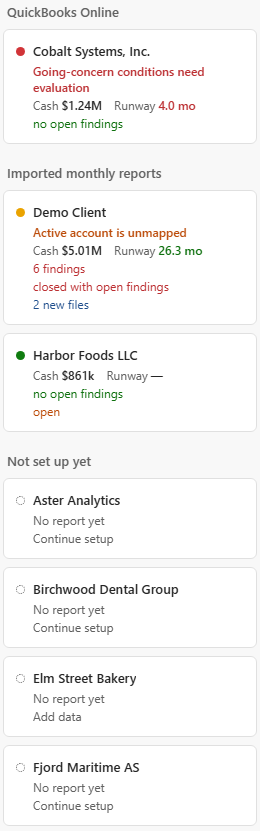 QuickBooks Online
Cobalt Systems, Inc.
Going-concern conditions need
evaluation
Cash $1.24M Runway 4.0 mo
no open findings
Imported monthly reports
Demo Client
Active account is unmapped
Cash $5.01M Runway 26.3 mo
6 findings
closed with open findings
2 new files
Harbor Foods LLC
Cash $861k Runway —
no open findings
open
Not set up yet
Aster Analytics
No report yet
Continue setup
Birchwood Dental Group
No report yet
Continue setup
Elm Street Bakery
No report yet
Add data
Fjord Maritime AS
No report yet
Continue setup